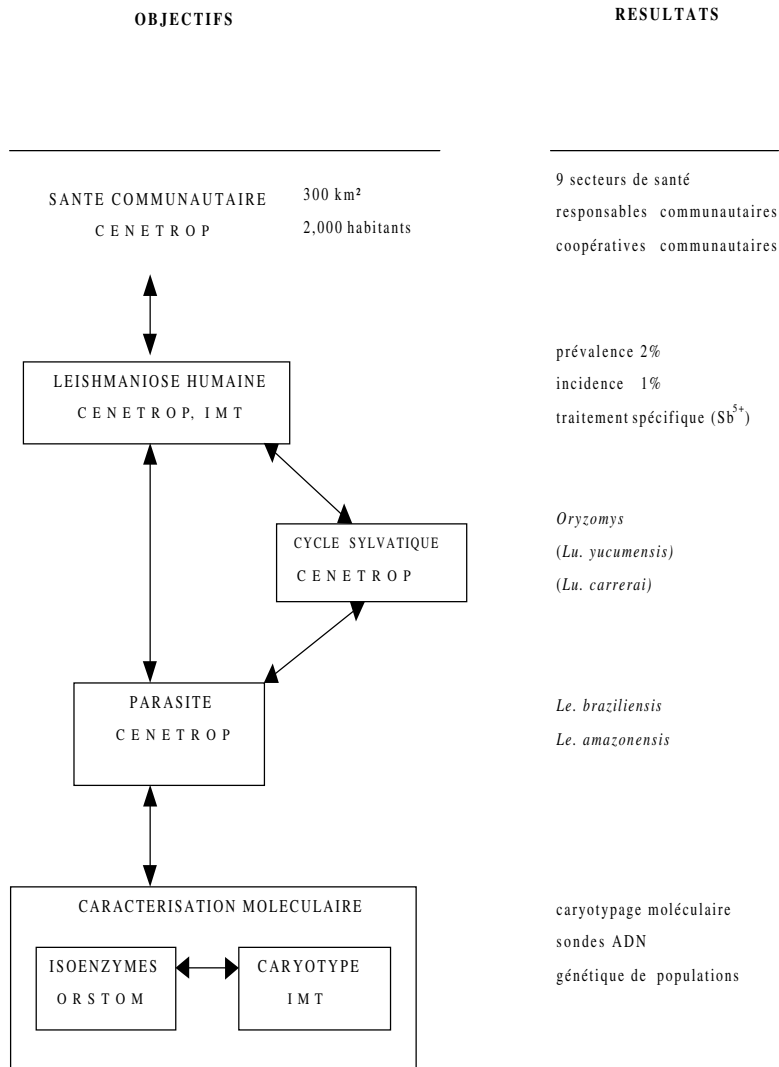 OBJECTIFS
RESULTATS
SANTE COMMUNAUTAIRE
CENETROP
300 km²
2,000 habitants
9 secteurs de santé
responsables communautaires
coopératives communautaires
LEISHMANIOSE HUMAINE
CENETROP, IMT
prévalence 2%
incidence 1%
traitement spécifique (Sb⁵⁺)
CYCLE SYLVATIQUE
CENETROP
Oryzomys
(Lu. yucumensis)
(Lu. carrerai)
PARASITE
CENETROP
Le. braziliensis
Le. amazonensis
CARACTERISATION MOLECULAIRE
ISOENZYMES
ORSTOM
CARYOTYPE
IMT
caryotypage moléculaire
sondes ADN
génétique de populations